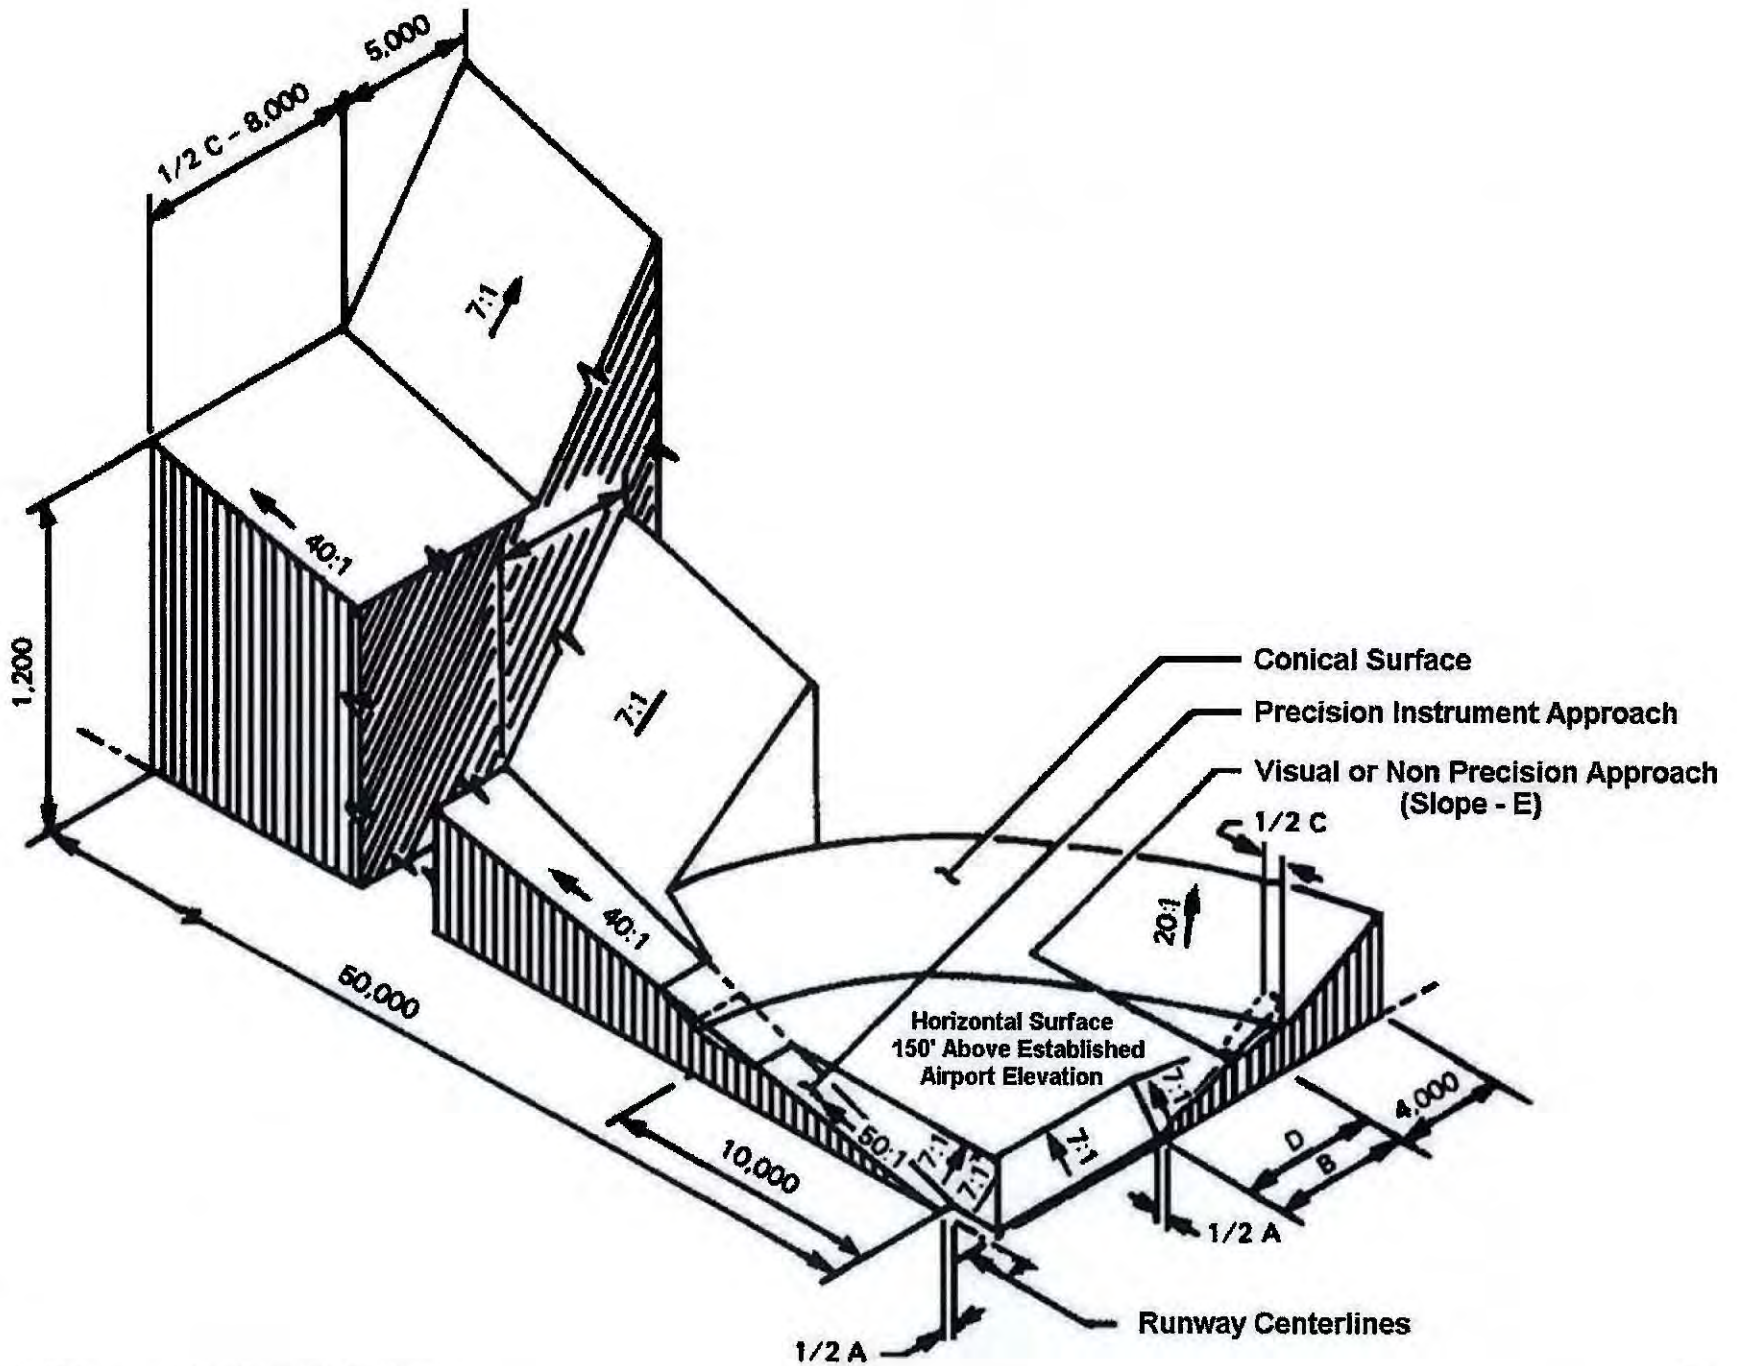 5,000
1/2 C - 8,000
7:1
40:1
1,200
7:1
Conical Surface
Precision Instrument Approach
Visual or Non Precision Approach
(Slope - E)
1/2 C
20:1
40:1
50,000
Horizontal Surface
150' Above Established
Airport Elevation
7:1
4,000
D
B
10,000
50:1
7:1
7:1
7:1
1/2 A
Runway Centerlines
1/2 A